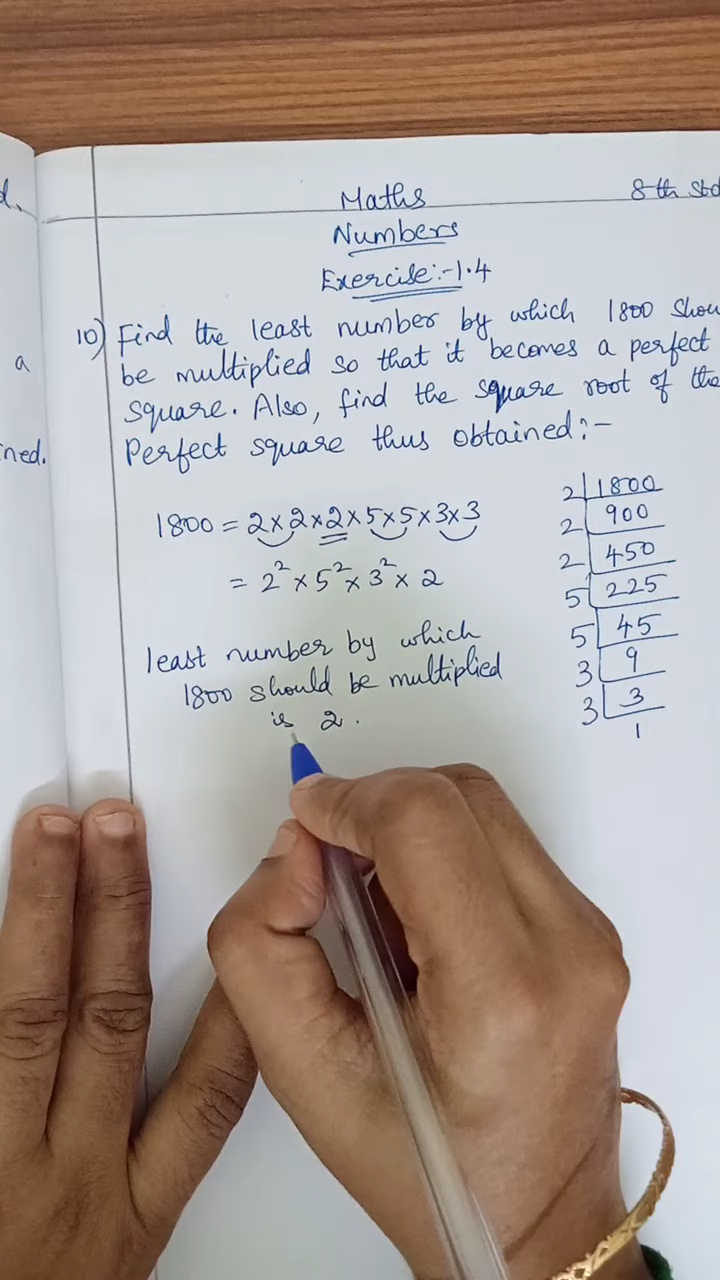 d.
Maths
8th Std
Numbers
Exercise:-1.4
10) Find the least number by which 1800 Shou
be multiplied so that it becomes a perfect
square. Also, find the square root of the
Perfect square thus obtained:-
a
ned.
1800 = 2×2×2×5×5×3×3
= 2²×5²×3²×2
least number by which
1800 should be multiplied
is 2.
2 1800
2 900
2 450
5 225
5 45
3 9
3 3
1